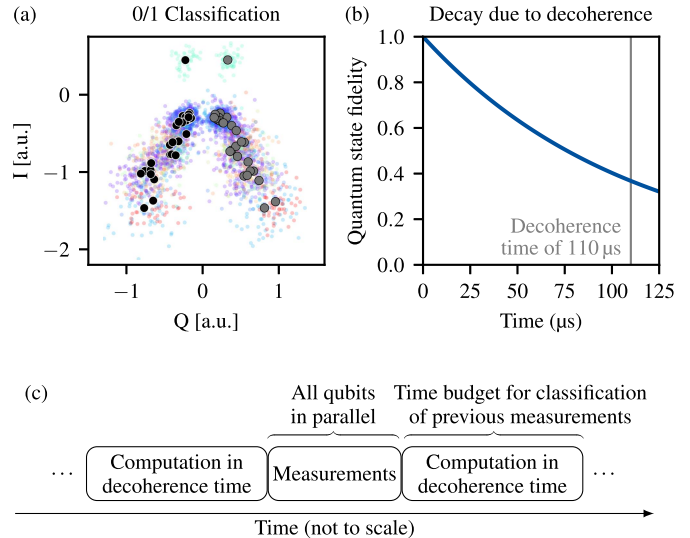 (a)
0/1 Classification
I [a.u.]
0
−1
−2
−1
0
1
Q [a.u.]
(b)
Decay due to decoherence
Quantum state fidelity
1.0
0.8
0.6
0.4
0.2
0.0
Decoherence
time of 110 µs
0
25
50
75
100
125
Time (µs)
(c)
All qubits
in parallel
Time budget for classification
of previous measurements
···
Computation in
decoherence time
Measurements
Computation in
decoherence time
···
Time (not to scale)